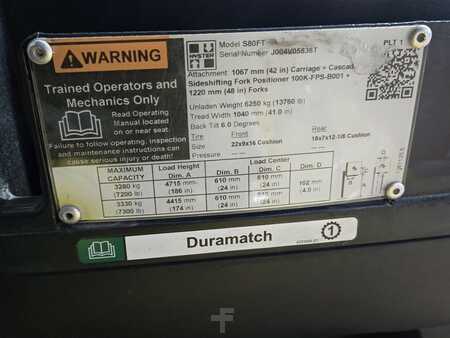 WARNING
Trained Operators and
Mechanics Only
Read Operating
Manual located
on or near seat.
Failure to follow operating, inspection
and maintenance instructions can
cause serious injury or death.
HYSTER
Model S80FT
PLT 1
Serial Number J004V05636T
Attachment 1067 mm (42 in) Carriage + Cascade
Sideshifting Fork Positioner 100K-FPS-B001 +
1220 mm (48 in) Forks
Unladen Weight 6250 kg (13760 lb)
Tread Width 1040 mm (41.0 in)
Back Tilt 6.0 Degrees
Tire Front Rear
Size 22x9x16 Cushion 18x7x12-1/8 Cushion
MAXIMUM CAPACITY Load Height Dim. A Load Center Dim. B Dim. C Dim. D
3280 kg (7200 lb) 4715 mm (186 in) 610 mm (24 in) 610 mm (24 in) 102 mm (4.0 in)
3330 kg (7300 lb) 4415 mm (174 in) 610 mm (24 in) (24 in)
Duramatch
1